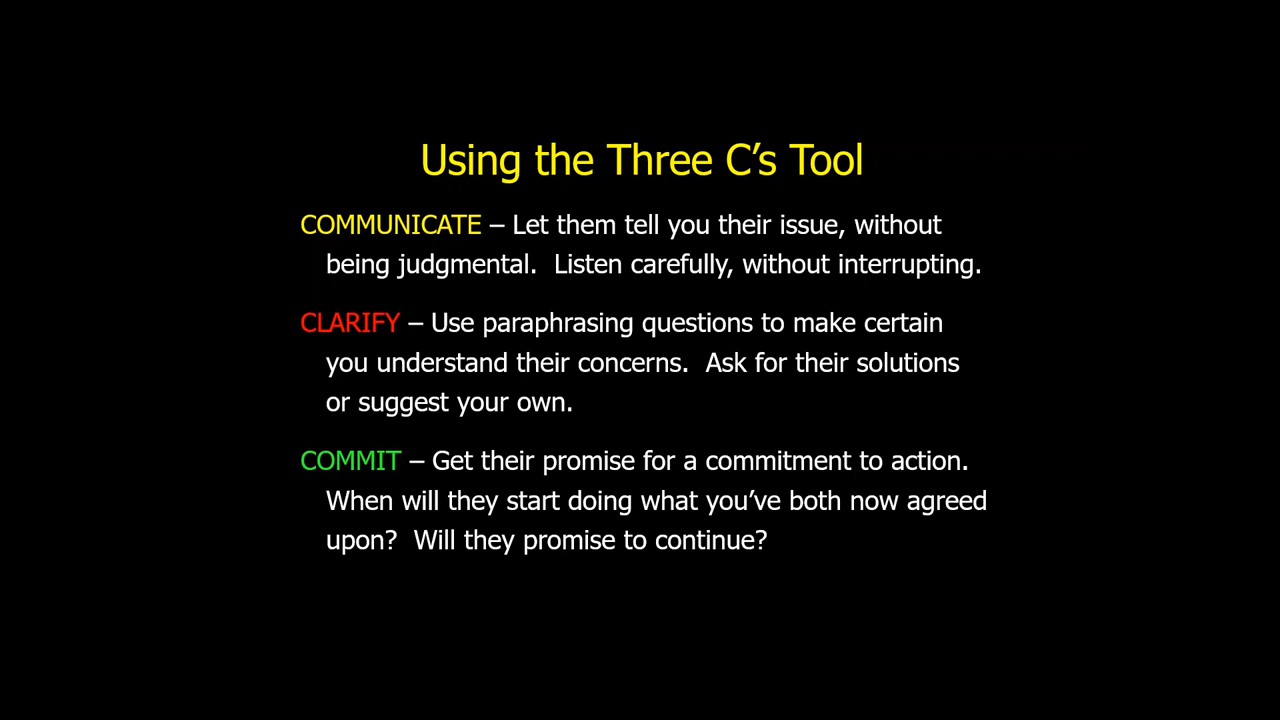 Using the Three C’s Tool
COMMUNICATE – Let them tell you their issue, without
being judgmental.  Listen carefully, without interrupting.
CLARIFY – Use paraphrasing questions to make certain
you understand their concerns.  Ask for their solutions
or suggest your own.
COMMIT – Get their promise for a commitment to action.
When will they start doing what you’ve both now agreed
upon?  Will they promise to continue?